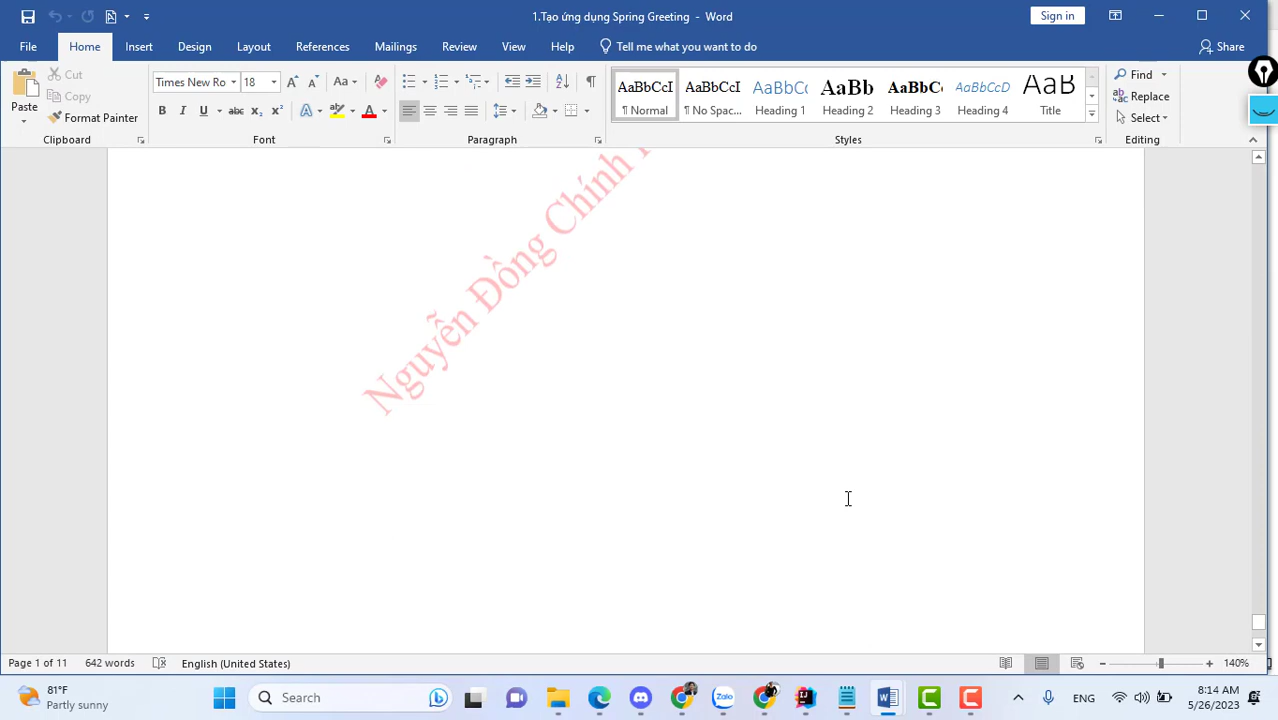 1.Tạo ứng dụng Spring Greeting - Word
Sign in
File Home Insert Design Layout References Mailings Review View Help Tell me what you want to do Share
Paste
Cut
Copy
Format Painter
Clipboard
Times New Ro 18
Font
Paragraph
AaBbCcI AaBbCcI AaBbCc AaBb AaBbCc AaBbCcD AaB
¶ Normal ¶ No Spac... Heading 1 Heading 2 Heading 3 Heading 4 Title
Styles
Find
Replace
Select
Editing
Nguyễn Đồng Chính
Page 1 of 11 642 words English (United States) 140%
81°F
Partly sunny
Search
Zalo
ENG
8:14 AM
5/26/2023